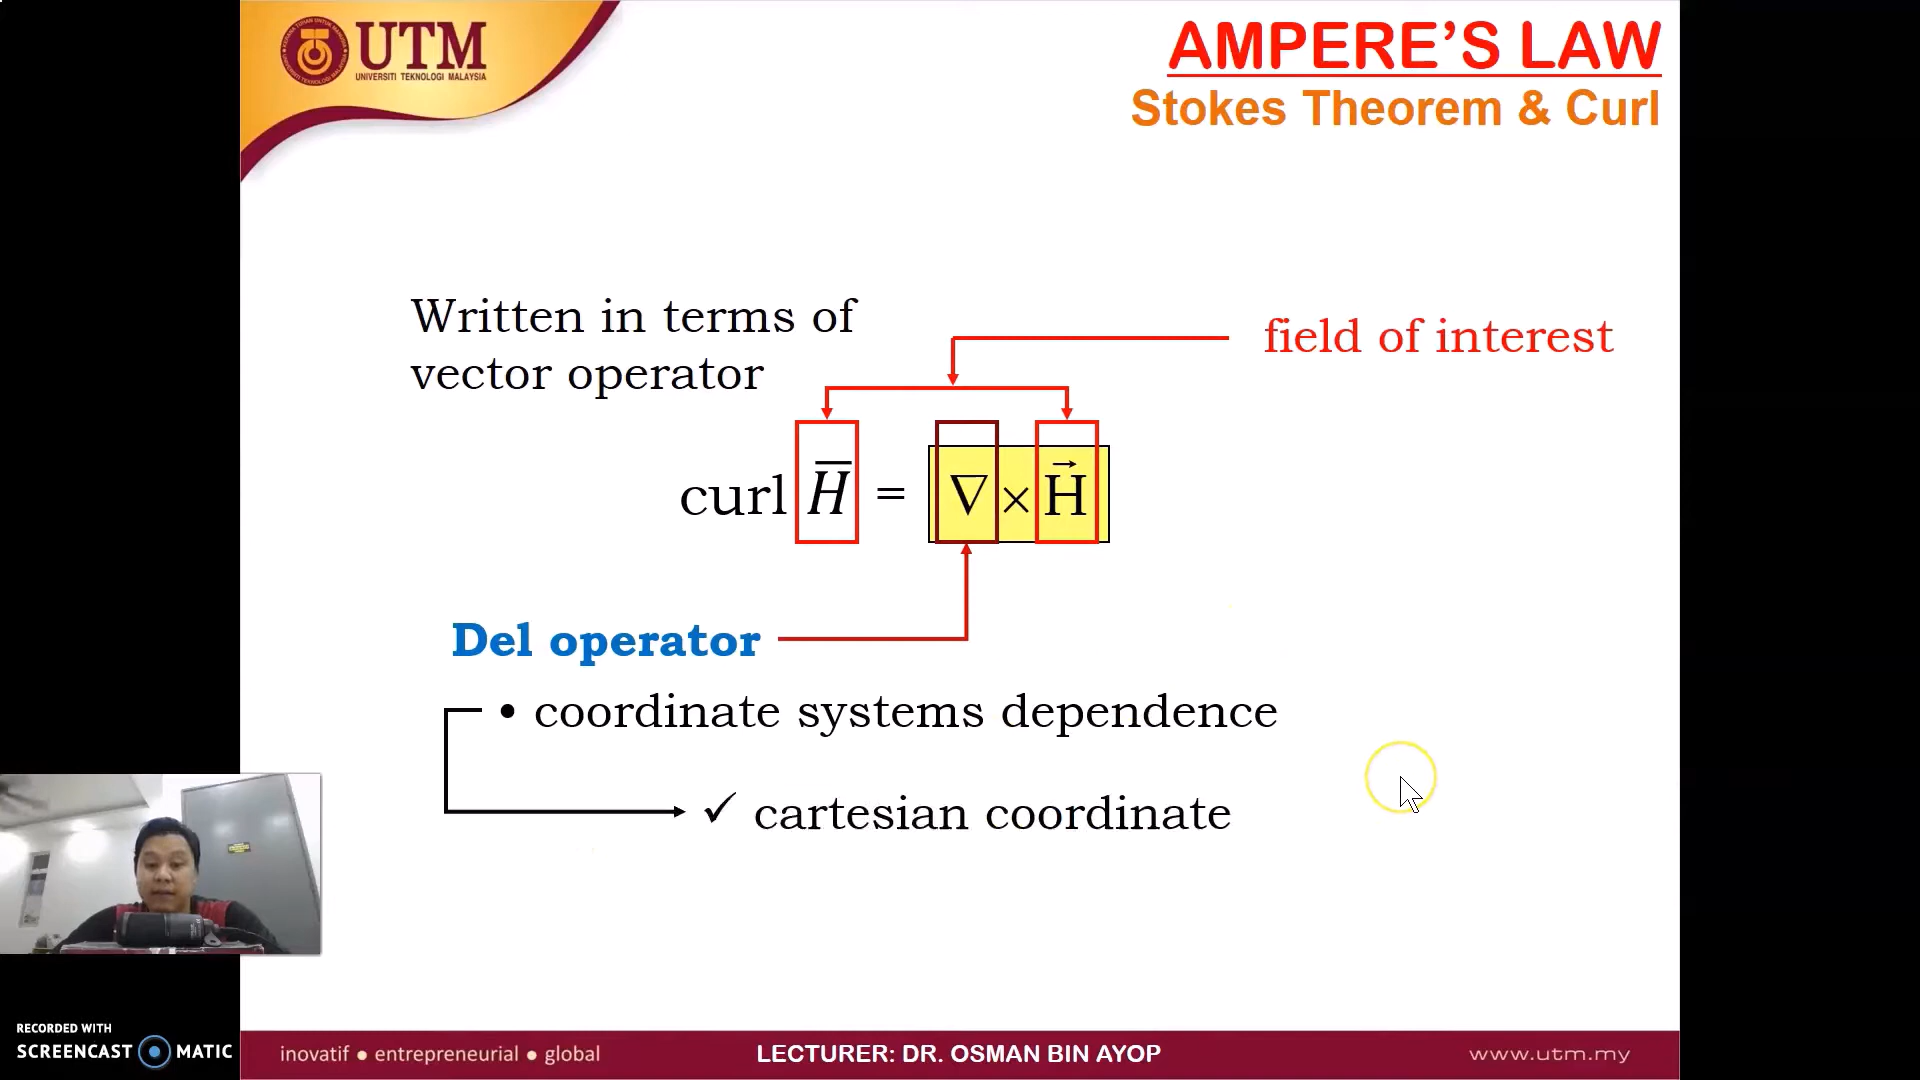 UTM
UNIVERSITI TEKNOLOGI MALAYSIA
AMPERE'S LAW
Stokes Theorem & Curl
Written in terms of
vector operator
field of interest
curl H̅ = ∇ × H⃗
Del operator
• coordinate systems dependence
✓ cartesian coordinate
RECORDED WITH
SCREENCAST MATIC
inovatif ● entrepreneurial ● global
LECTURER: DR. OSMAN BIN AYOP
www.utm.my